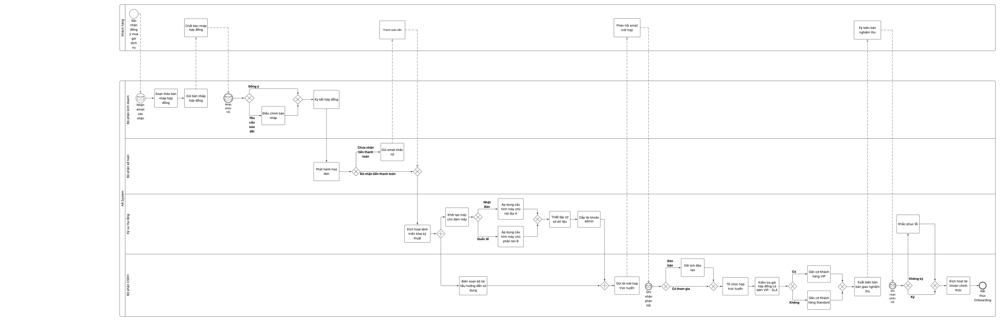 Khách hàng
Xác
nhận
đồng
ý mua
gói
dịch
vụ
Chốt bản nháp
hợp đồng
Thanh toán tiền
Phản hồi email
mời họp
Ký biên bản
nghiệm thu
AR System
Bộ phận kinh doanh
Nhận
email
xác
nhận
Soạn thảo bản
nháp hợp
đồng
Gửi bản nháp
hợp đồng
Nhận
phản
hồi
Đồng ý
Yêu
cầu
sửa
đổi
Điều chỉnh bản
nháp
Ký kết hợp đồng
Bộ phận kế toán
Phát hành hoá
đơn
Chưa nhận
tiền thanh
toán
Gửi email nhắc
nợ
Đã nhận tiền thanh toán
Kỹ sư Hạ tầng
Kích hoạt lệnh
triển khai kỹ
thuật
Khởi tạo máy
chủ đám mây
Nhật
Bản
Quốc tế
Áp dụng cấu
hình máy chủ
nội địa A
Áp dụng cấu
hình máy chủ
phân tán B
Thiết lập cơ
sở dữ liệu
Cấp tài khoản
admin
Khắc phục lỗi
Bộ phận CSKH
Biên soạn bộ tài
liệu hướng dẫn sử
dụng
Gửi lời mời họp
trực tuyến
Ghi
nhận
phản
hồi
Báo
bận
Có tham gia
Dời lịch đào
tạo
Tổ chức họp
trực tuyến
Kiểm tra gói
hợp đồng có
kèm VIP - SLA
Có
Không
Gắn cờ Khách
hàng VIP
Gắn cờ Khách
hàng Standard
Xuất biên bản
bàn giao nghiệm
thu
Ghi
nhận
phản
hồi
Không ký
Ký
Kích hoạt tài
khoản chính
thức
Kết
thúc
Onboarding